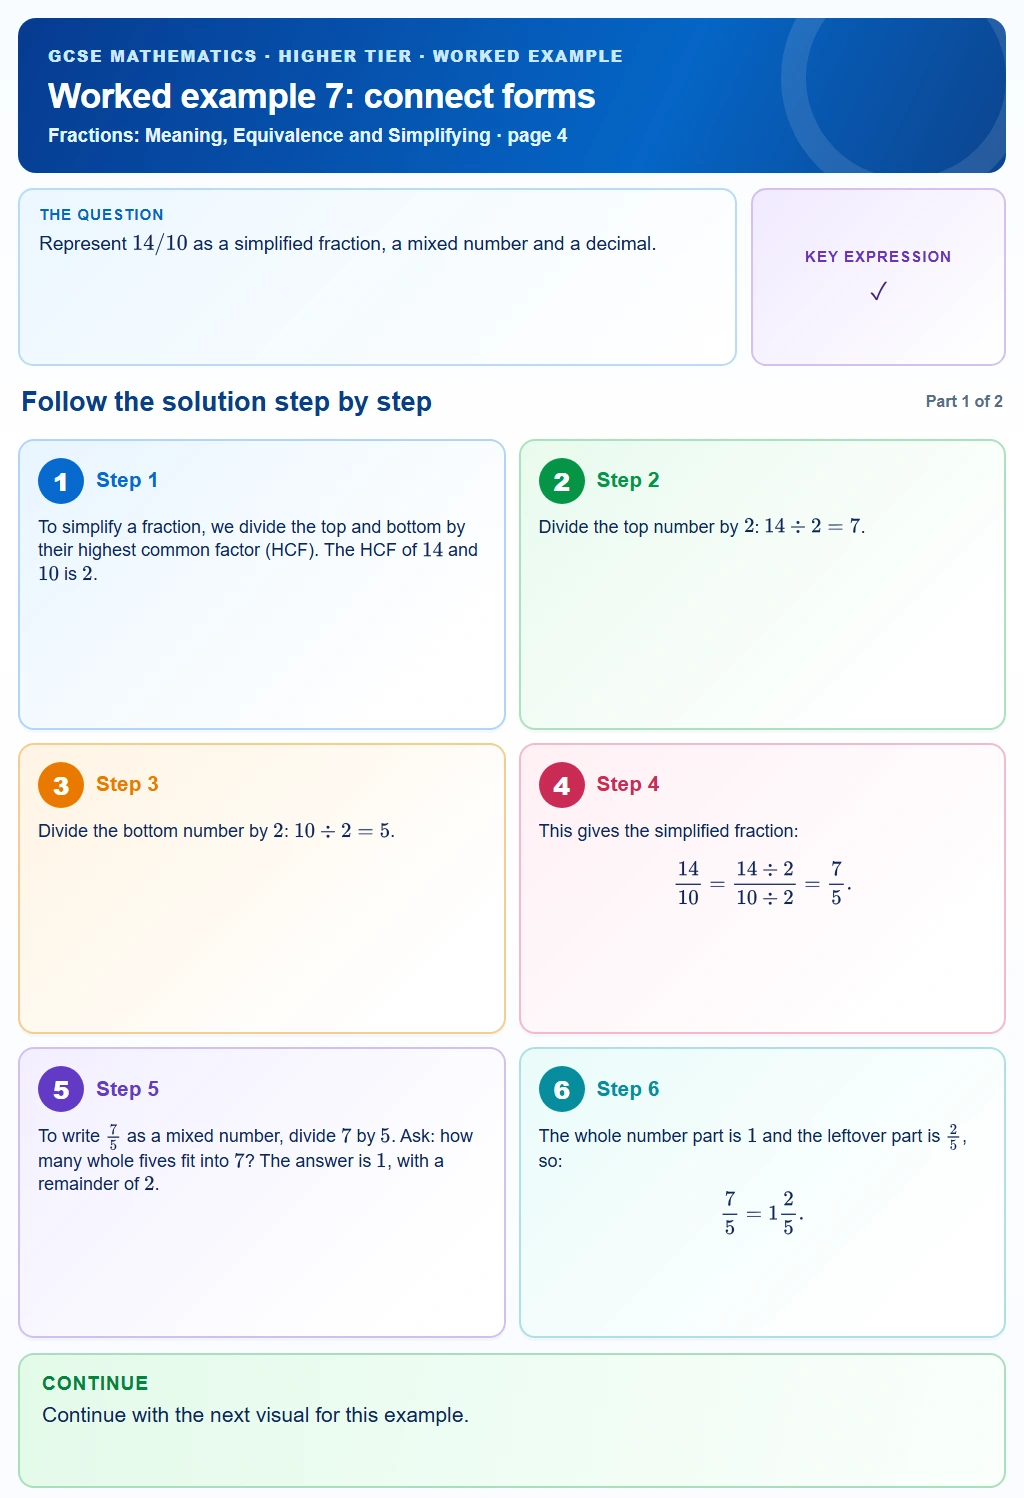 GCSE MATHEMATICS · HIGHER TIER · WORKED EXAMPLE
Worked example 7: connect forms
Fractions: Meaning, Equivalence and Simplifying · page 4
THE QUESTION
Represent 14/10 as a simplified fraction, a mixed number and a decimal.
KEY EXPRESSION
✓
Follow the solution step by step
Part 1 of 2
1 Step 1
To simplify a fraction, we divide the top and bottom by
their highest common factor (HCF). The HCF of 14 and
10 is 2.
2 Step 2
Divide the top number by 2: 14 ÷ 2 = 7.
3 Step 3
Divide the bottom number by 2: 10 ÷ 2 = 5.
4 Step 4
This gives the simplified fraction:
14/10 = (14 ÷ 2)/(10 ÷ 2) = 7/5.
5 Step 5
To write 7/5 as a mixed number, divide 7 by 5. Ask: how
many whole fives fit into 7? The answer is 1, with a
remainder of 2.
6 Step 6
The whole number part is 1 and the leftover part is 2/5,
so:
7/5 = 1 2/5.
CONTINUE
Continue with the next visual for this example.